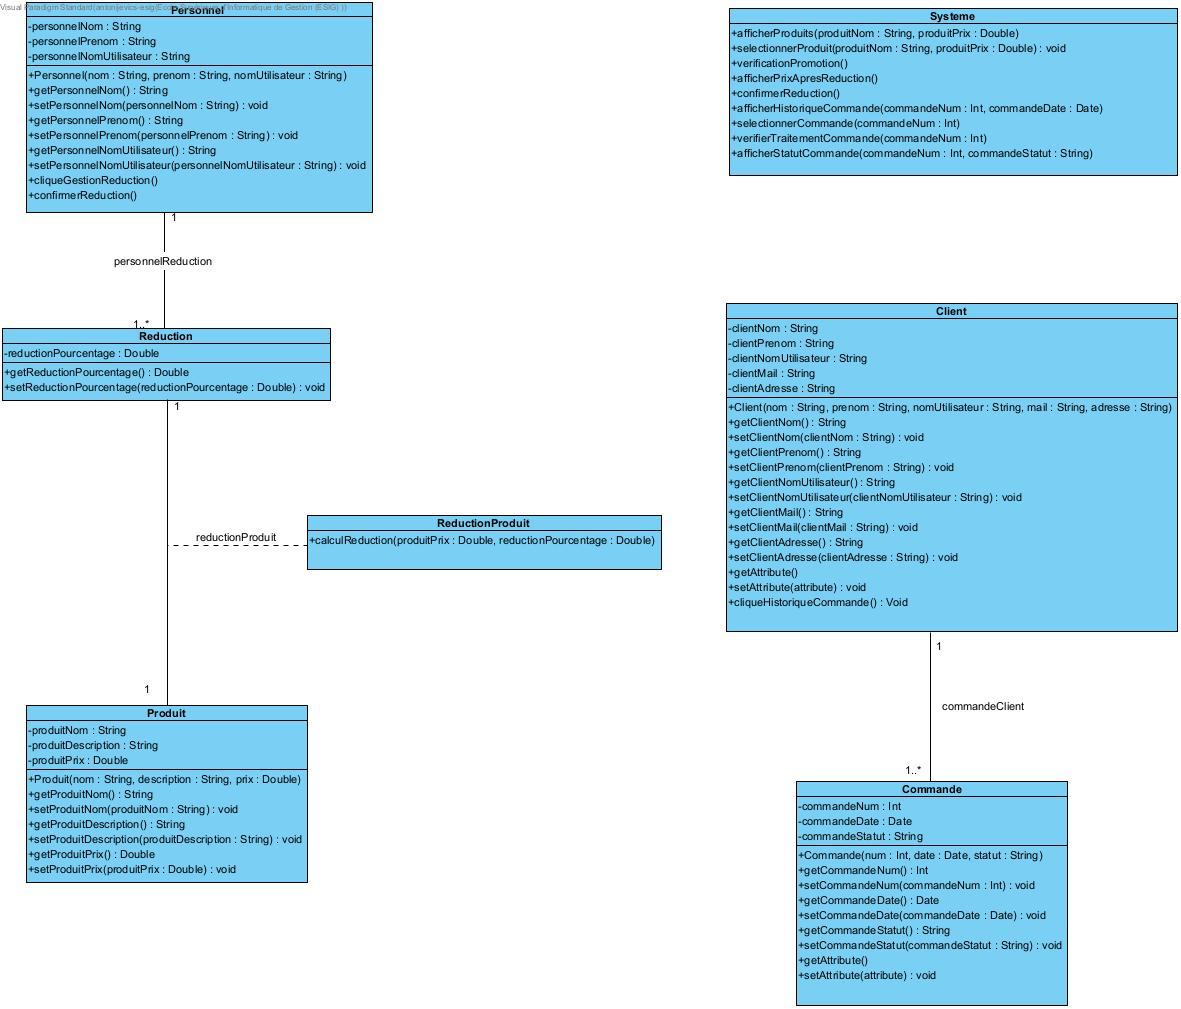 Visual Paradigm Standard(antonijevics-esig(Ecole Superieure d'Informatique de Gestion (ESIG) ))
Personnel
-personnelNom : String
-personnelPrenom : String
-personnelNomUtilisateur : String
+Personnel(nom : String, prenom : String, nomUtilisateur : String)
+getPersonnelNom() : String
+setPersonnelNom(personnelNom : String) : void
+getPersonnelPrenom() : String
+setPersonnelPrenom(personnelPrenom : String) : void
+getPersonnelNomUtilisateur() : String
+setPersonnelNomUtilisateur(personnelNomUtilisateur : String) : void
+cliqueGestionReduction()
+confirmerReduction()
1
personnelReduction
1..*
Reduction
-reductionPourcentage : Double
+getReductionPourcentage() : Double
+setReductionPourcentage(reductionPourcentage : Double) : void
1
reductionProduit
ReductionProduit
+calculReduction(produitPrix : Double, reductionPourcentage : Double)
1
Produit
-produitNom : String
-produitDescription : String
-produitPrix : Double
+Produit(nom : String, description : String, prix : Double)
+getProduitNom() : String
+setProduitNom(produitNom : String) : void
+getProduitDescription() : String
+setProduitDescription(produitDescription : String) : void
+getProduitPrix() : Double
+setProduitPrix(produitPrix : Double) : void
Systeme
+afficherProduits(produitNom : String, produitPrix : Double)
+selectionnerProduit(produitNom : String, produitPrix : Double) : void
+verificationPromotion()
+afficherPrixApresReduction()
+confirmerReduction()
+afficherHistoriqueCommande(commandeNum : Int, commandeDate : Date)
+selectionnerCommande(commandeNum : Int)
+verifierTraitementCommande(commandeNum : Int)
+afficherStatutCommande(commandeNum : Int, commandeStatut : String)
Client
-clientNom : String
-clientPrenom : String
-clientNomUtilisateur : String
-clientMail : String
-clientAdresse : String
+Client(nom : String, prenom : String, nomUtilisateur : String, mail : String, adresse : String)
+getClientNom() : String
+setClientNom(clientNom : String) : void
+getClientPrenom() : String
+setClientPrenom(clientPrenom : String) : void
+getClientNomUtilisateur() : String
+setClientNomUtilisateur(clientNomUtilisateur : String) : void
+getClientMail() : String
+setClientMail(clientMail : String) : void
+getClientAdresse() : String
+setClientAdresse(clientAdresse : String) : void
+getAttribute()
+setAttribute(attribute) : void
+cliqueHistoriqueCommande() : Void
1
commandeClient
1..*
Commande
-commandeNum : Int
-commandeDate : Date
-commandeStatut : String
+Commande(num : Int, date : Date, statut : String)
+getCommandeNum() : Int
+setCommandeNum(commandeNum : Int) : void
+getCommandeDate() : Date
+setCommandeDate(commandeDate : Date) : void
+getCommandeStatut() : String
+setCommandeStatut(commandeStatut : String) : void
+getAttribute()
+setAttribute(attribute) : void